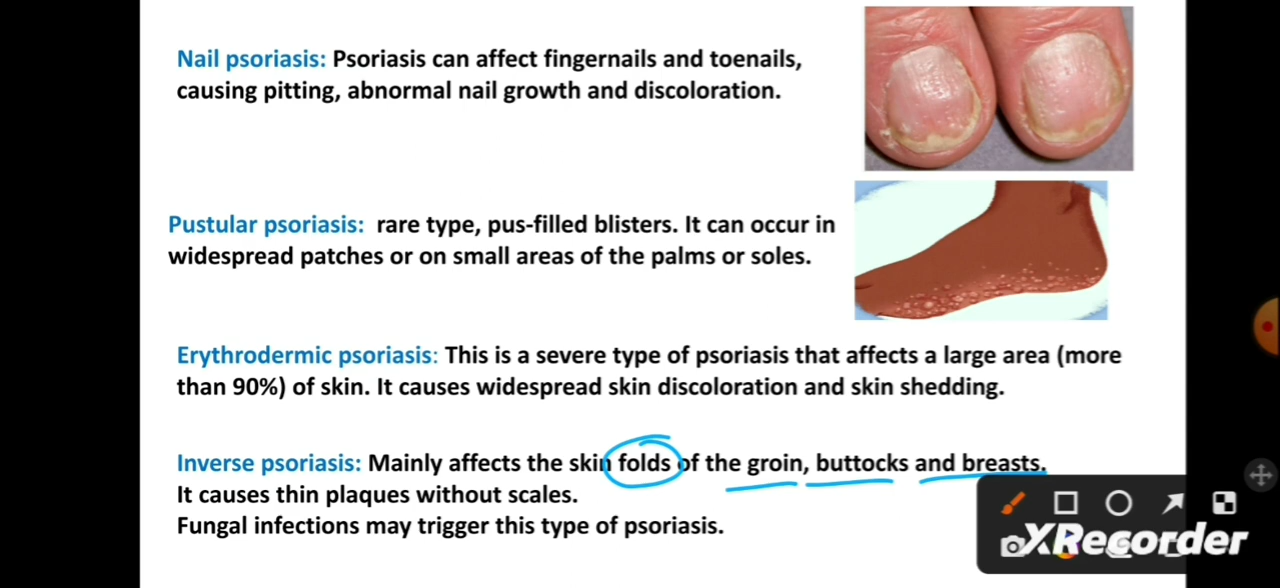 Nail psoriasis: Psoriasis can affect fingernails and toenails,
causing pitting, abnormal nail growth and discoloration.
Pustular psoriasis: rare type, pus-filled blisters. It can occur in
widespread patches or on small areas of the palms or soles.
Erythrodermic psoriasis: This is a severe type of psoriasis that affects a large area (more
than 90%) of skin. It causes widespread skin discoloration and skin shedding.
Inverse psoriasis: Mainly affects the skin folds of the groin, buttocks and breasts.
It causes thin plaques without scales.
Fungal infections may trigger this type of psoriasis.
XRecorder